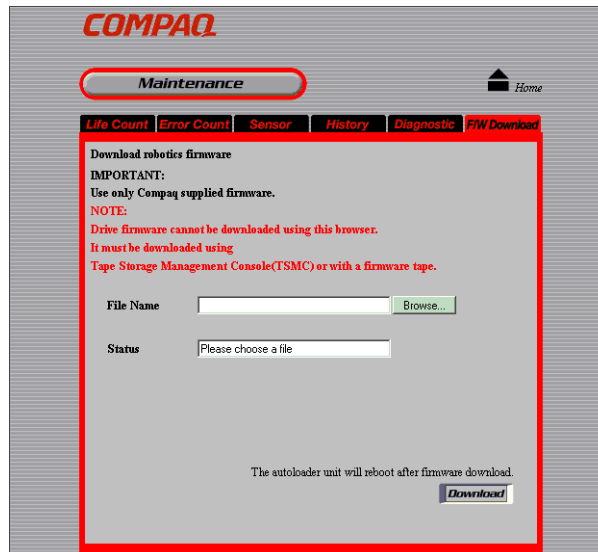 COMPAQ
Maintenance
Home
Life Count Error Count Sensor History Diagnostic F/W Download
Download robotics firmware
IMPORTANT:
Use only Compaq supplied firmware.
NOTE:
Drive firmware cannot be downloaded using this browser.
It must be downloaded using
Tape Storage Management Console(TSMC) or with a firmware tape.
File Name Browse...
Status Please choose a file
The autoloader unit will reboot after firmware download.
Download